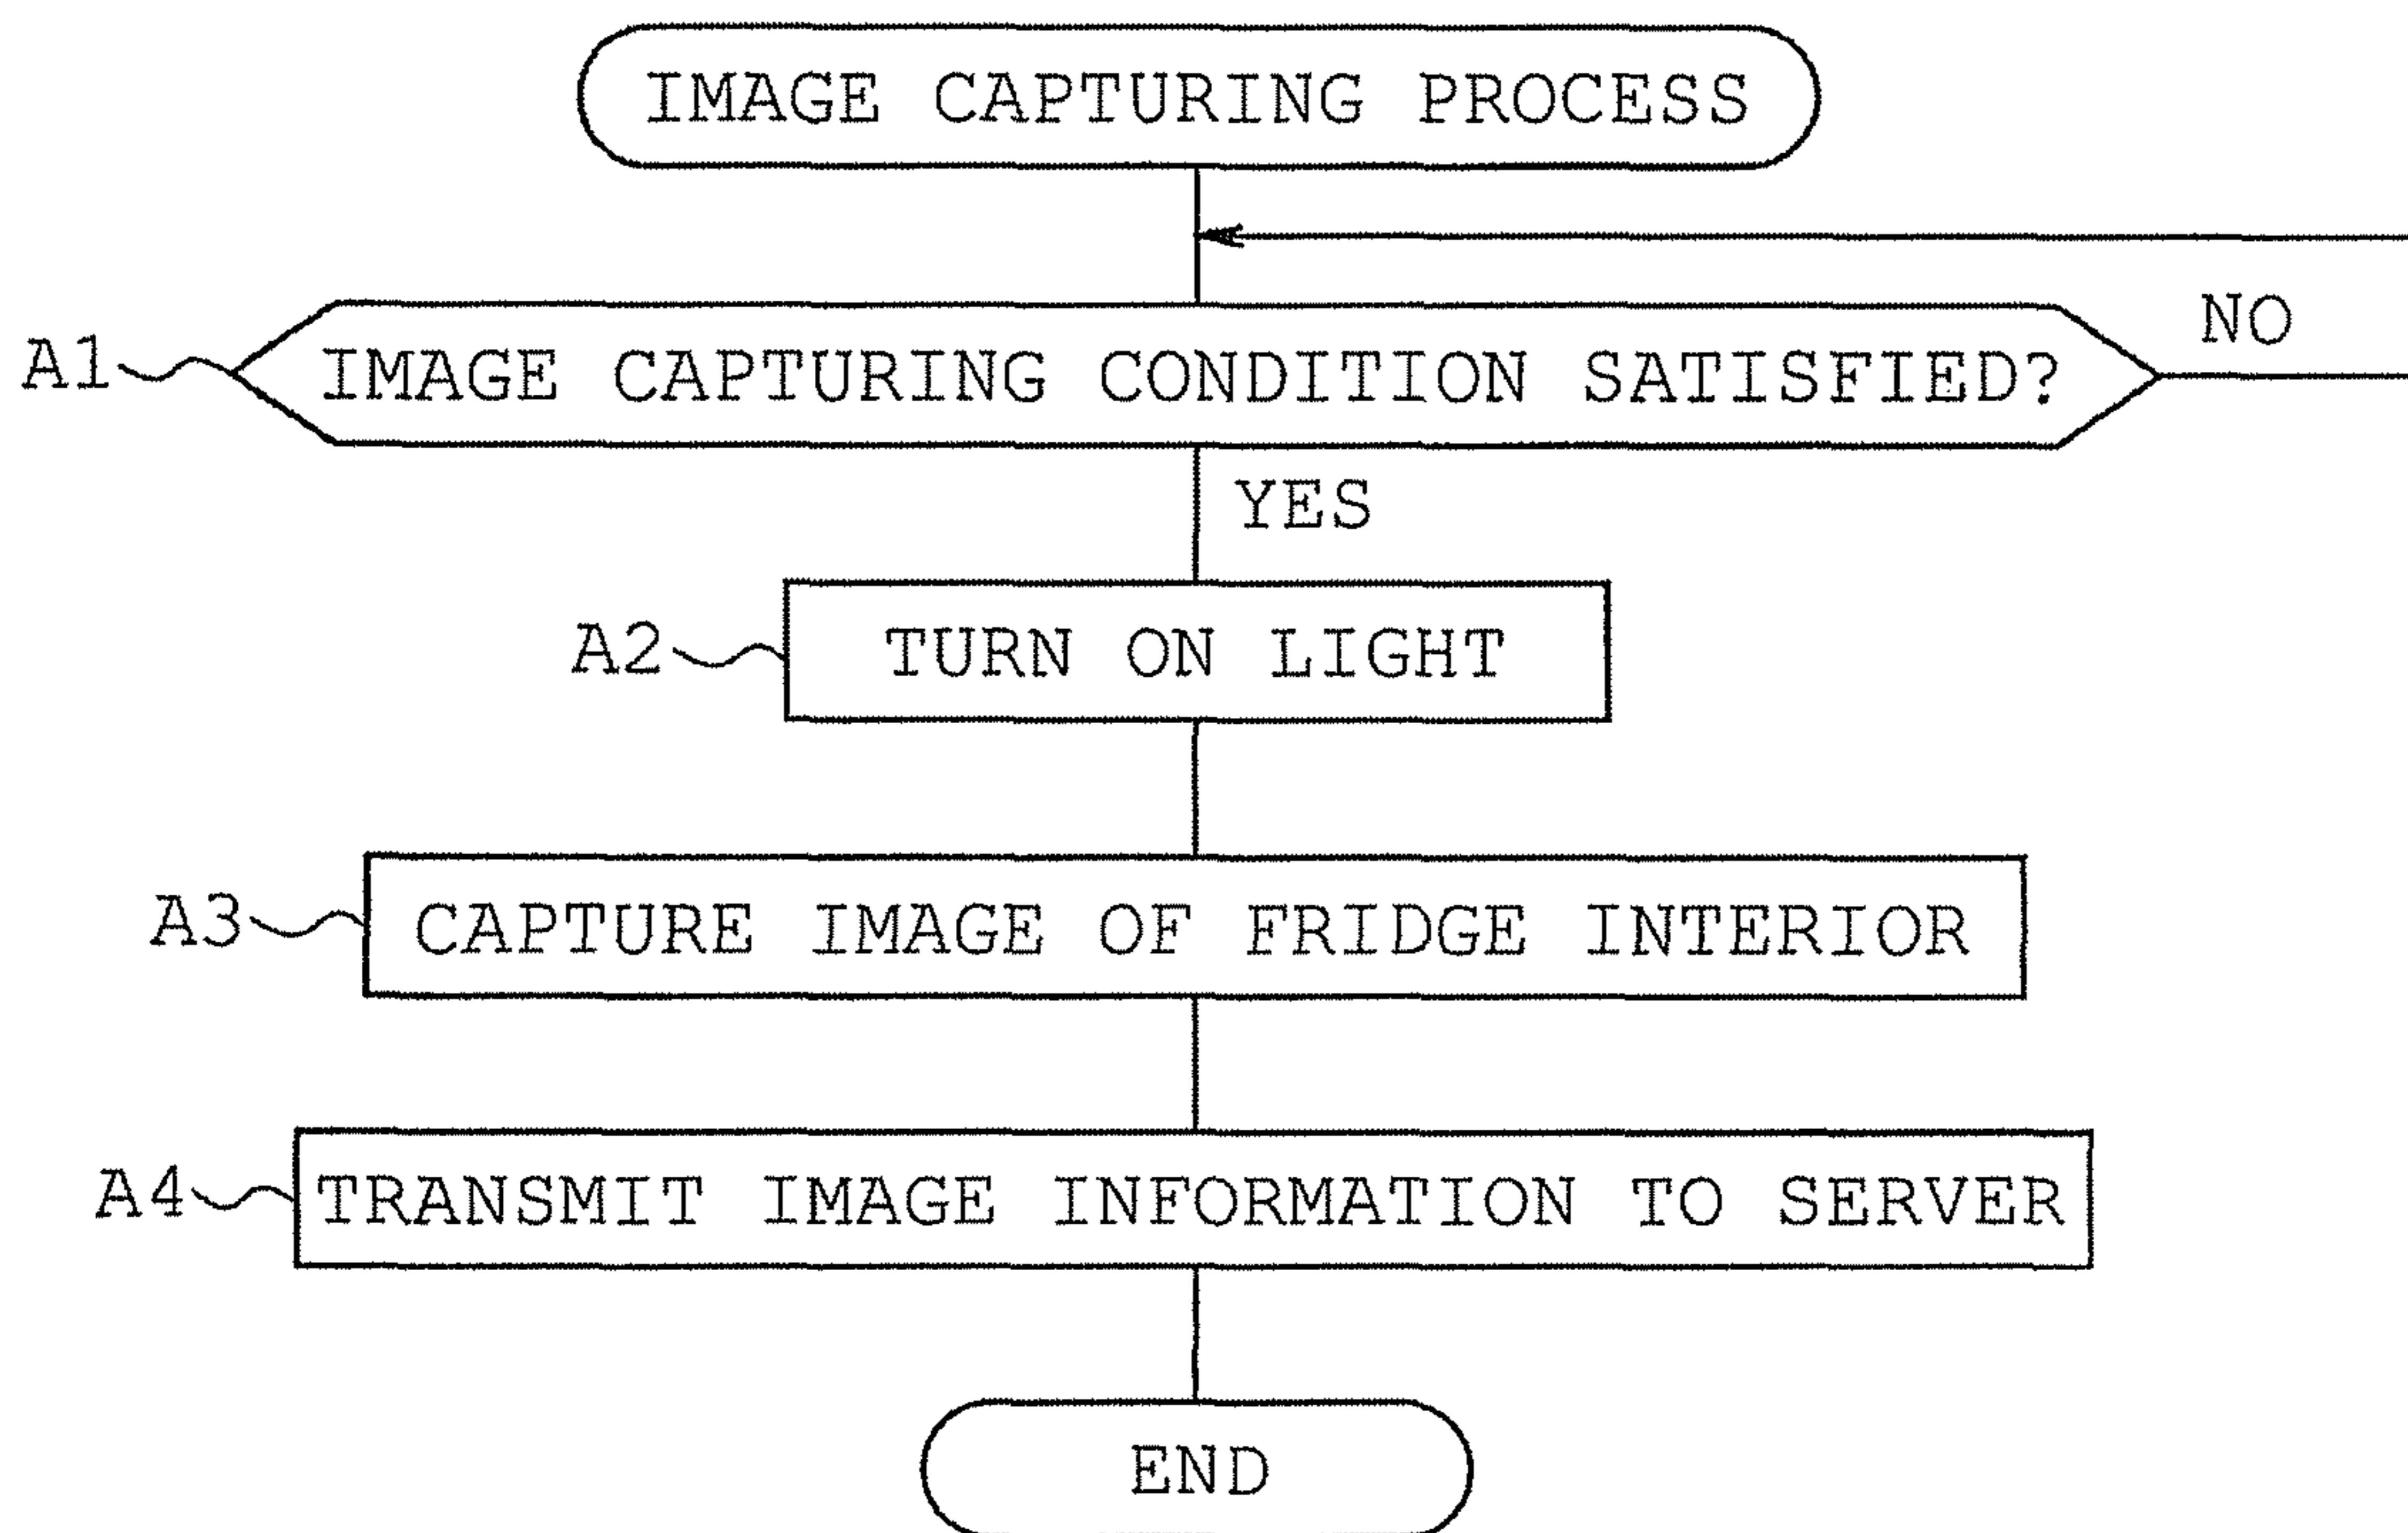 IMAGE CAPTURING PROCESS
A1
IMAGE CAPTURING CONDITION SATISFIED?
NO
YES
A2
TURN ON LIGHT
A3
CAPTURE IMAGE OF FRIDGE INTERIOR
A4
TRANSMIT IMAGE INFORMATION TO SERVER
END